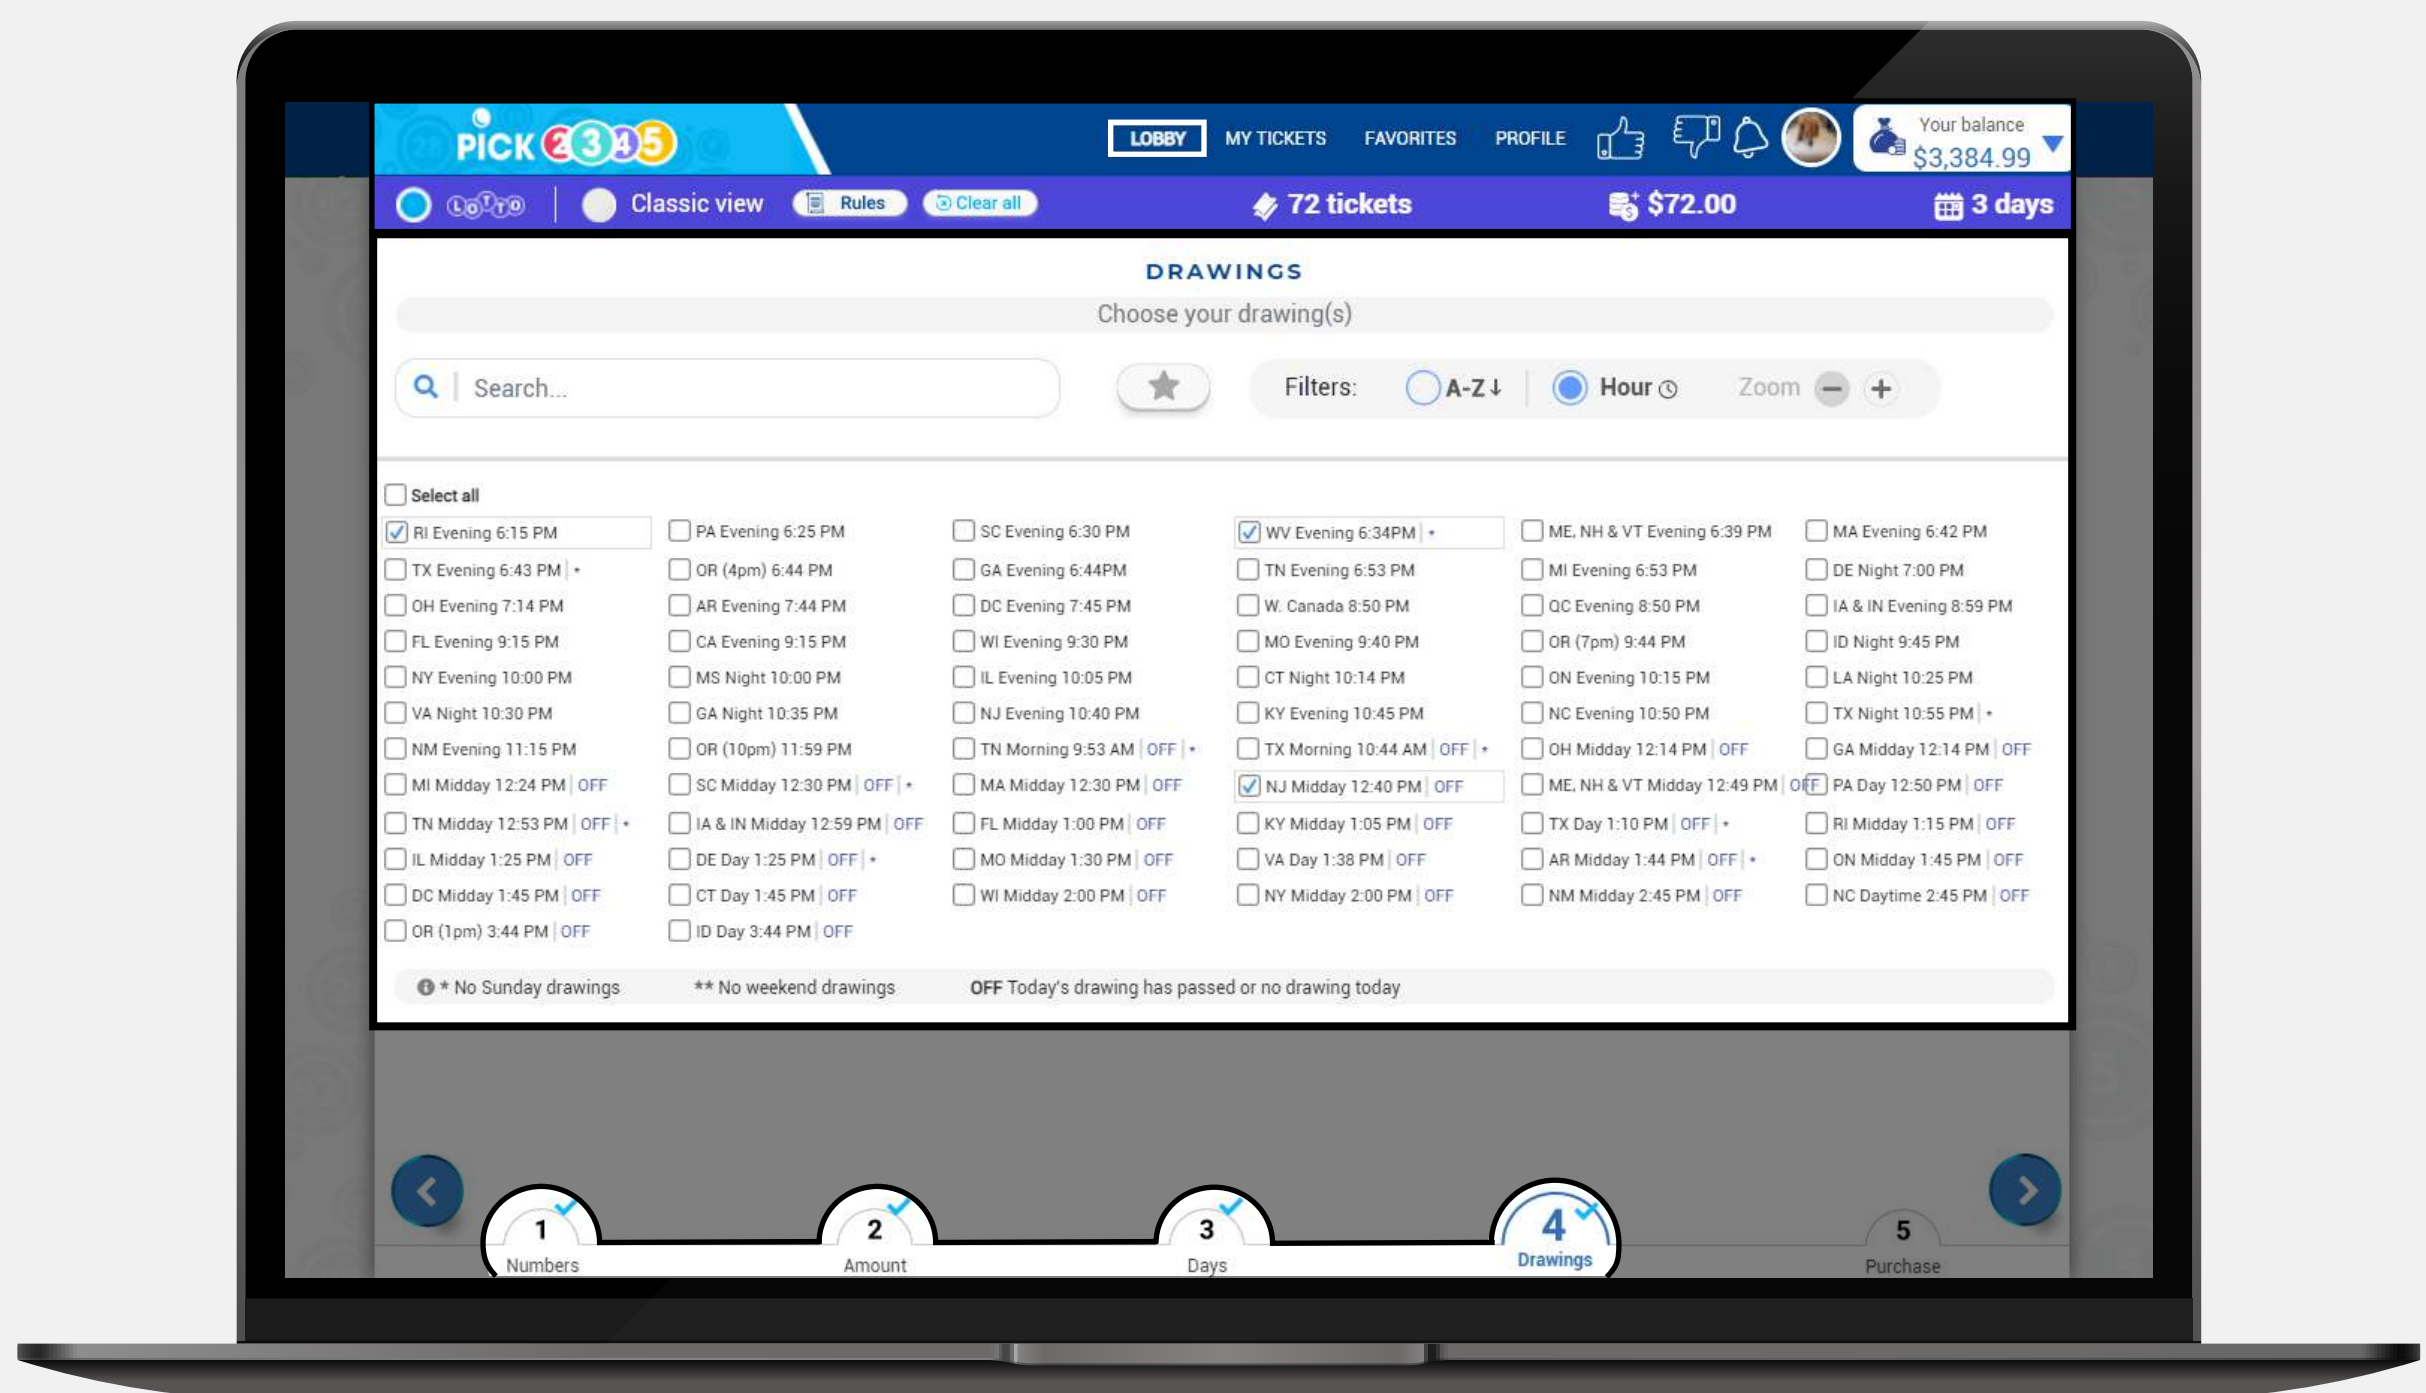 PICK 2345
LOBBY MY TICKETS FAVORITES PROFILE Your balance
$3,384.99
LOTTO Classic view Rules Clear all 72 tickets $72.00 3 days
DRAWINGS
Choose your drawing(s)
Search... Filters: A-Z Hour Zoom
Select all
RI Evening 6:15 PM PA Evening 6:25 PM SC Evening 6:30 PM WV Evening 6:34PM | * ME, NH & VT Evening 6:39 PM MA Evening 6:42 PM
TX Evening 6:43 PM | * OR (4pm) 6:44 PM GA Evening 6:44PM TN Evening 6:53 PM MI Evening 6:53 PM DE Night 7:00 PM
OH Evening 7:14 PM AR Evening 7:44 PM DC Evening 7:45 PM W. Canada 8:50 PM QC Evening 8:50 PM IA & IN Evening 8:59 PM
FL Evening 9:15 PM CA Evening 9:15 PM WI Evening 9:30 PM MO Evening 9:40 PM OR (7pm) 9:44 PM ID Night 9:45 PM
NY Evening 10:00 PM MS Night 10:00 PM IL Evening 10:05 PM CT Night 10:14 PM ON Evening 10:15 PM LA Night 10:25 PM
VA Night 10:30 PM GA Night 10:35 PM NJ Evening 10:40 PM KY Evening 10:45 PM NC Evening 10:50 PM TX Night 10:55 PM | *
NM Evening 11:15 PM OR (10pm) 11:59 PM TN Morning 9:53 AM | OFF | * TX Morning 10:44 AM | OFF | * OH Midday 12:14 PM | OFF GA Midday 12:14 PM | OFF
MI Midday 12:24 PM | OFF SC Midday 12:30 PM | OFF | * MA Midday 12:30 PM | OFF NJ Midday 12:40 PM | OFF ME, NH & VT Midday 12:49 PM | OFF PA Day 12:50 PM | OFF
TN Midday 12:53 PM | OFF | * IA & IN Midday 12:59 PM | OFF FL Midday 1:00 PM | OFF KY Midday 1:05 PM | OFF TX Day 1:10 PM | OFF | * RI Midday 1:15 PM | OFF
IL Midday 1:25 PM | OFF DE Day 1:25 PM | OFF | * MO Midday 1:30 PM | OFF VA Day 1:38 PM | OFF AR Midday 1:44 PM | OFF | * ON Midday 1:45 PM | OFF
DC Midday 1:45 PM | OFF CT Day 1:45 PM | OFF WI Midday 2:00 PM | OFF NY Midday 2:00 PM | OFF NM Midday 2:45 PM | OFF NC Daytime 2:45 PM | OFF
OR (1pm) 3:44 PM | OFF ID Day 3:44 PM | OFF
* No Sunday drawings ** No weekend drawings OFF Today's drawing has passed or no drawing today
1 2 3 4 5
Numbers Amount Days Drawings Purchase